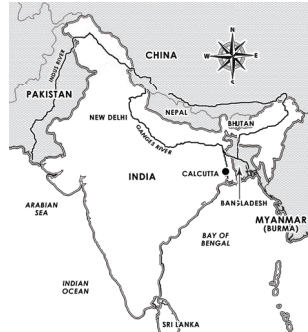 CHINA
N
W
E
S
INDUS RIVER
PAKISTAN
NEPAL
NEW DELHI
BHUTAN
GANGES RIVER
INDIA
CALCUTTA
BANGLADESH
ARABIAN
SEA
MYANMAR
(BURMA)
BAY OF
BENGAL
INDIAN
OCEAN
SRI LANKA